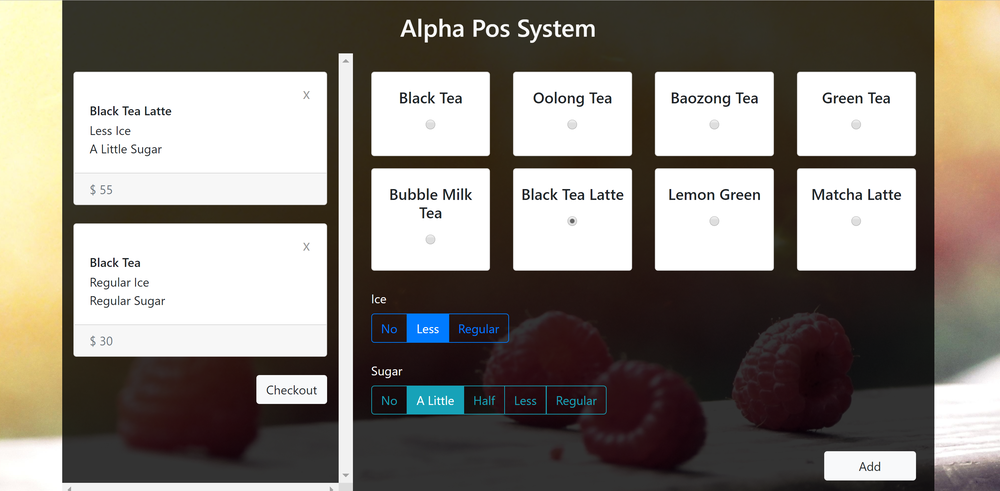 Alpha Pos System
X
Black Tea Latte
Less Ice
A Little Sugar
$ 55
X
Black Tea
Regular Ice
Regular Sugar
$ 30
Checkout
Black Tea
Oolong Tea
Baozong Tea
Green Tea
Bubble Milk
Tea
Black Tea Latte
Lemon Green
Matcha Latte
Ice
No Less Regular
Sugar
No A Little Half Less Regular
Add